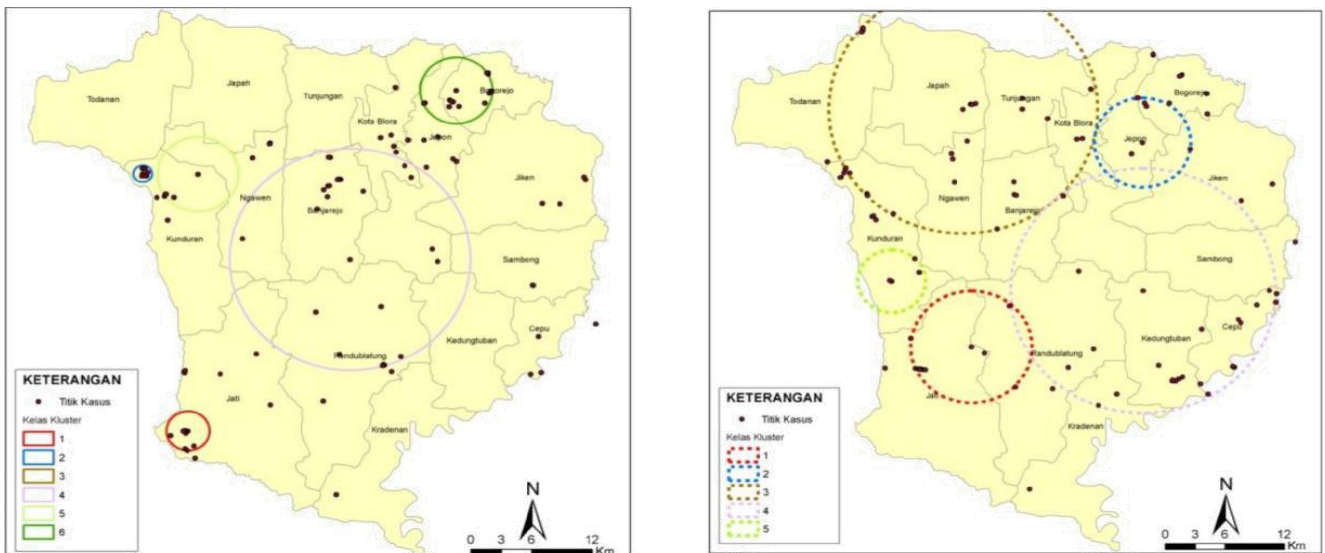 Todanan
Japah
Tunjungan
Bogorejo
Kota Blora
Jepon
Ngawen
Banjarejo
Jiken
Kunduran
Sambong
Cepu
Kedungtuban
Randublatung
Jati
Kradenan
KETERANGAN
Titik Kasus
Kelas Kluster
1
2
3
4
5
6
N
0 3 6 12
Km
Todanan
Japah
Tunjungan
Bogorejo
Kota Blora
Jepon
Jiken
Ngawen
Banjarejo
Kunduran
Sambong
Cepu
Kedungtuban
Randublatung
Jati
Kradenan
KETERANGAN
Titik Kasus
Kelas Kluster
1
2
3
4
5
N
0 3 6 12
Km